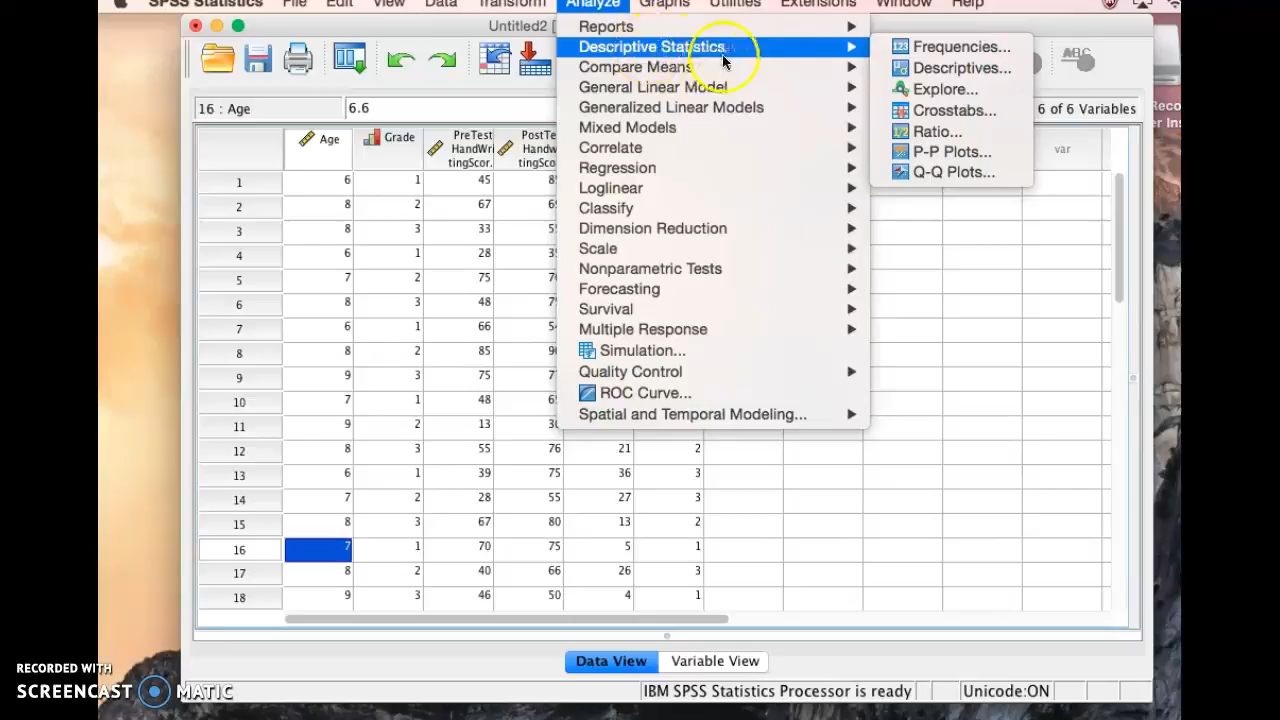 SPSS Statistics File Edit View Data Transform Analyze Graphs Utilities Extensions Window Help
Untitled2 [
ABC
16 : Age 6.6 6 of 6 Variables
Age Grade PreTest HandWri tingScor. PostTe Handw tingSco var
1 6 1 45
2 8 2 67
3 8 3 33
4 6 1 28
5 7 2 75
6 8 3 48
7 6 1 66
8 8 2 85
9 9 3 75
10 7 1 48
11 9 2 13
12 8 3 55 76 21 2
13 6 1 39 75 36 3
14 7 2 28 55 27 3
15 8 3 67 80 13 2
16 7 1 70 75 5 1
17 8 2 40 66 26 3
18 9 3 46 50 4 1
Reports
Descriptive Statistics
Compare Means
General Linear Model
Generalized Linear Models
Mixed Models
Correlate
Regression
Loglinear
Classify
Dimension Reduction
Scale
Nonparametric Tests
Forecasting
Survival
Multiple Response
Simulation...
Quality Control
ROC Curve...
Spatial and Temporal Modeling...
Frequencies...
Descriptives...
Explore...
Crosstabs...
Ratio...
P-P Plots...
Q-Q Plots...
Data View Variable View
IBM SPSS Statistics Processor is ready Unicode:ON
RECORDED WITH
SCREENCAST MATIC